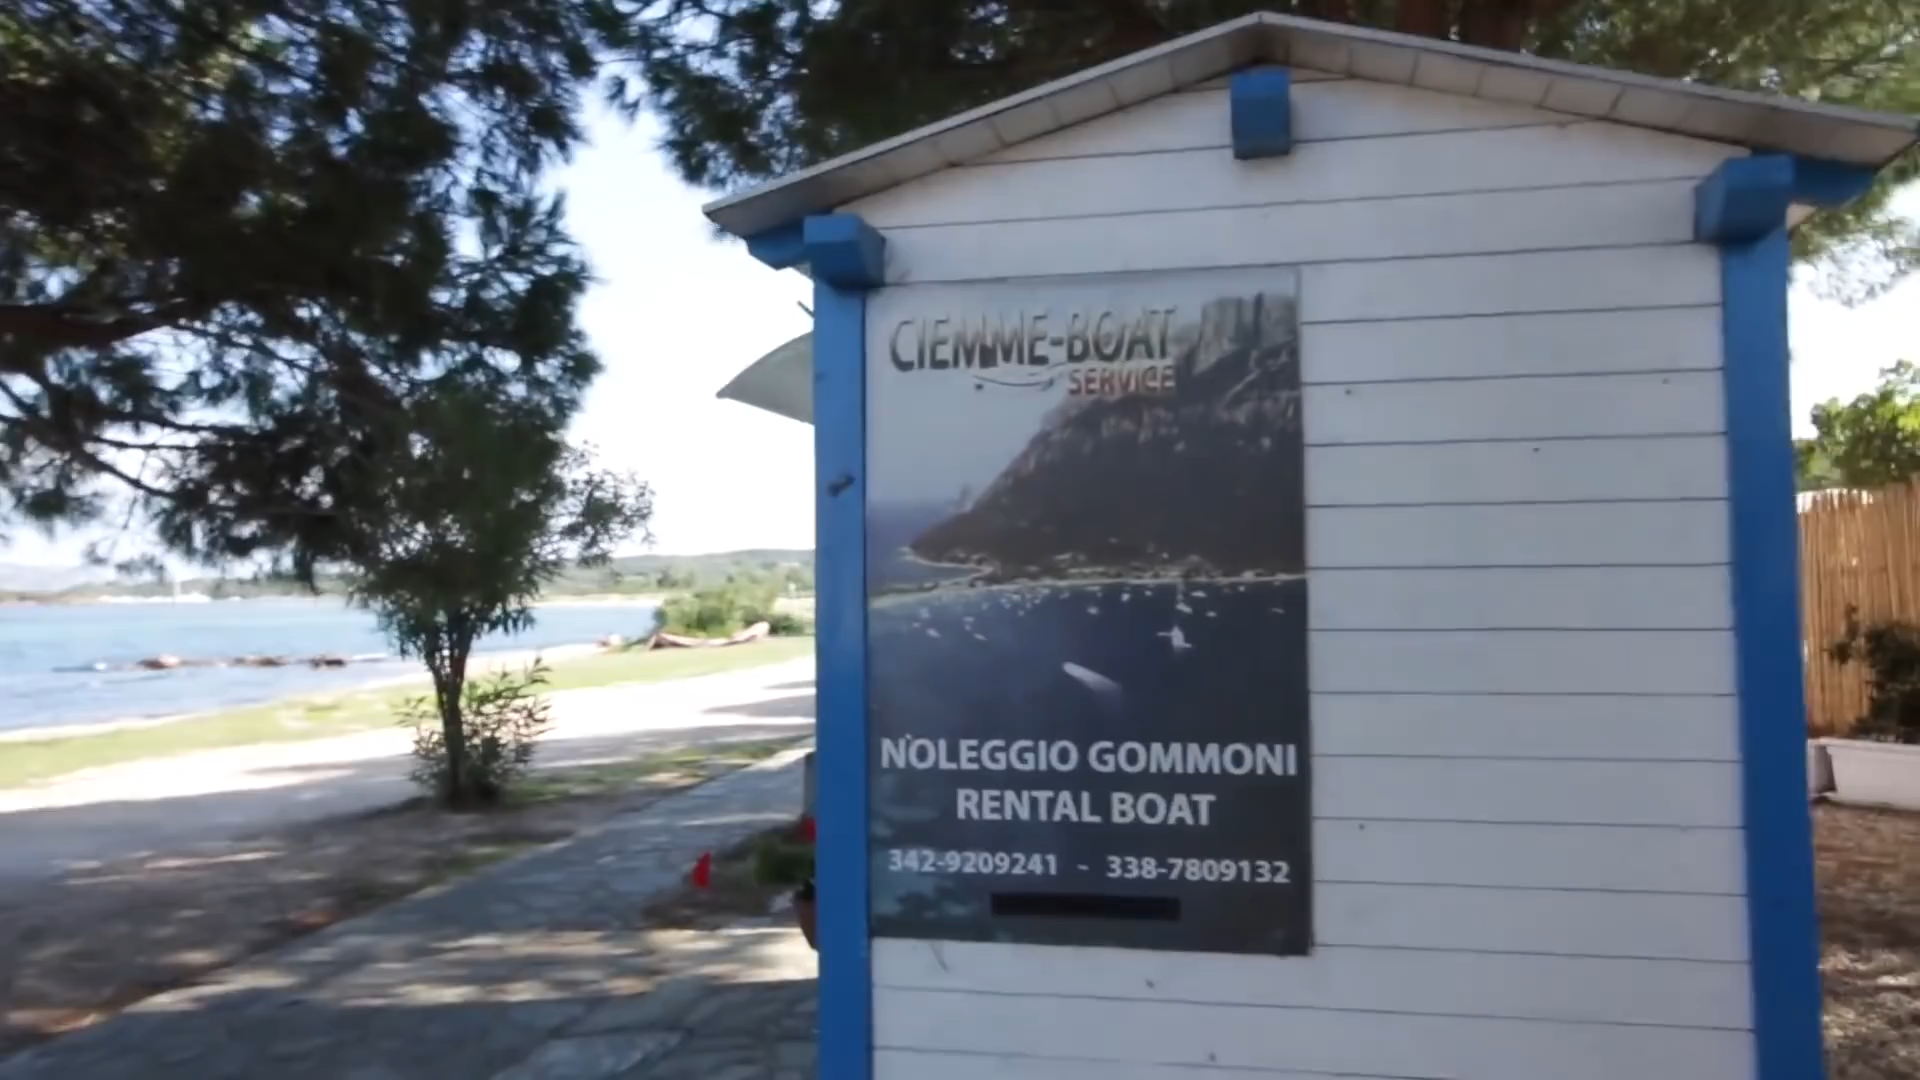 CIEMME-BOAT
SERVICE
NOLEGGIO GOMMONI
RENTAL BOAT
342-9209241 - 338-7809132